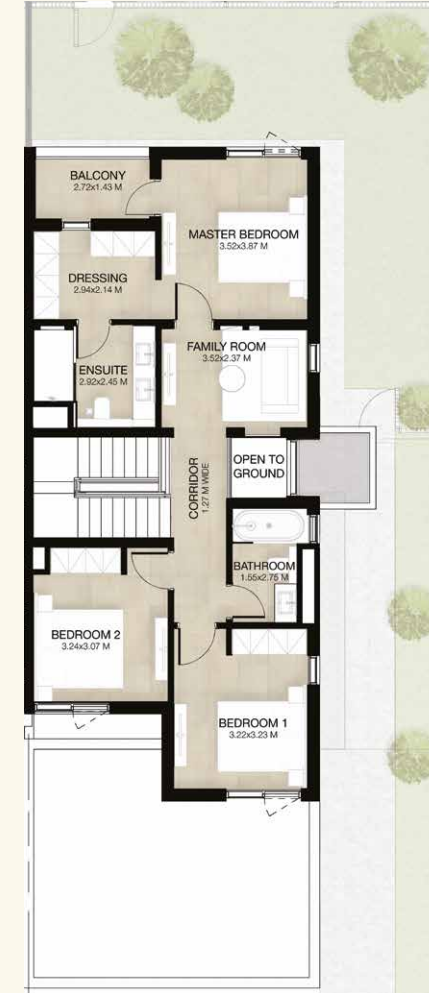 BALCONY
2.72x1.43 M
MASTER BEDROOM
3.52x3.87 M
DRESSING
2.94x2.14 M
FAMILY ROOM
3.52x2.37 M
ENSUITE
2.92x2.45 M
OPEN TO
GROUND
CORRIDOR
1.27 M WIDE
BATHROOM
1.55x2.75 M
BEDROOM 2
3.24x3.07 M
BEDROOM 1
3.22x3.23 M